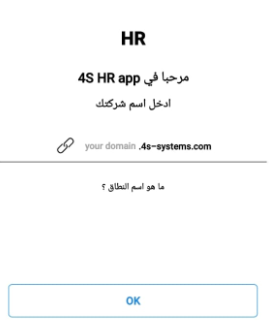 HR
مرحبا في 4S HR app
ادخل اسم شركتك
your domain .4s-systems.com
ما هو اسم النطاق ؟
OK